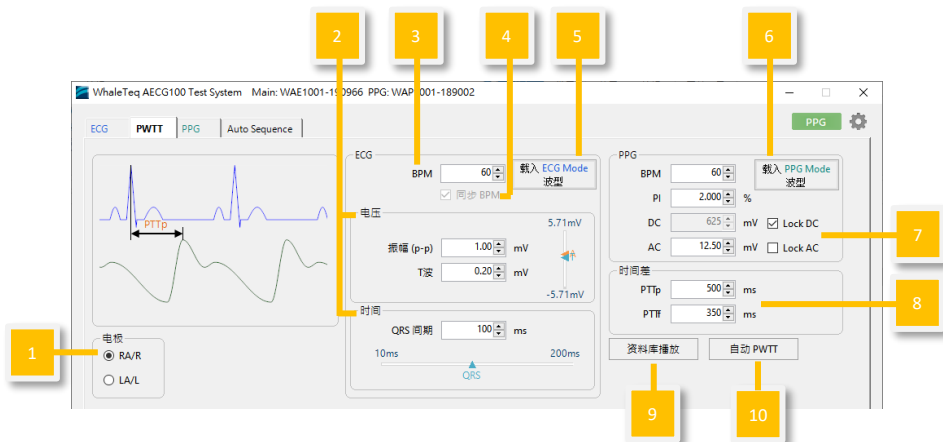 2
3
4
5
6
WhaleTeq AECG100 Test System Main: WAE1001-190966 PPG: WAP1001-189002
ECG
PWTT
PPG
Auto Sequence
PPG
PTTp
ECG
BPM
60
载入 ECG Mode
波型
同步 BPM
电压
5.71mV
振幅 (p-p)
1.00
mV
T波
0.20
mV
-5.71mV
时间
QRS 间期
100
ms
10ms
200ms
QRS
PPG
BPM
60
载入 PPG Mode
波型
PI
2.000
%
DC
625
mV
Lock DC
AC
12.50
mV
Lock AC
7
时间差
PTTp
500
ms
PTTf
350
ms
8
1
电极
RA/R
LA/L
资料库播放
自动 PWTT
9
10